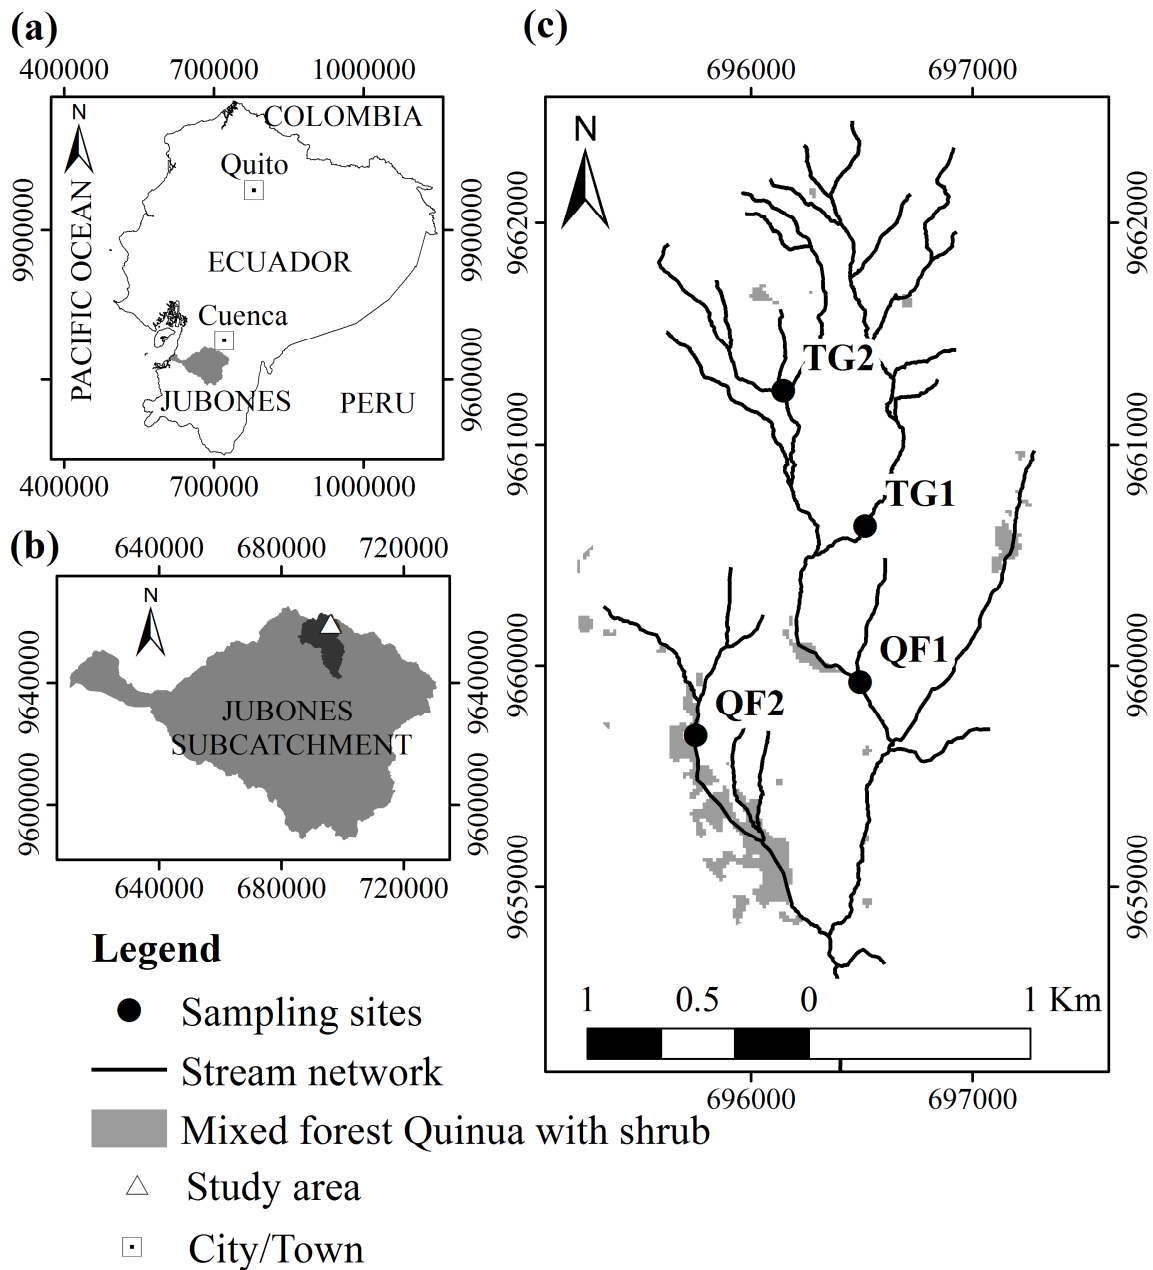 (a)
400000 700000 1000000
N
COLOMBIA
Quito
PACIFIC OCEAN
9900000
9900000
ECUADOR
Cuenca
9600000
JUBONES
PERU
400000 700000 1000000
(b)
640000 680000 720000
N
9640000
9640000
JUBONES
SUBCATCHMENT
9600000
9600000
640000 680000 720000
(c)
696000 697000
N
9662000
9662000
TG2
9661000
9661000
TG1
9660000
9660000
QF1
QF2
9659000
9659000
1 0.5 0 1 Km
696000 697000
Legend
Sampling sites
Stream network
Mixed forest Quinua with shrub
Study area
City/Town